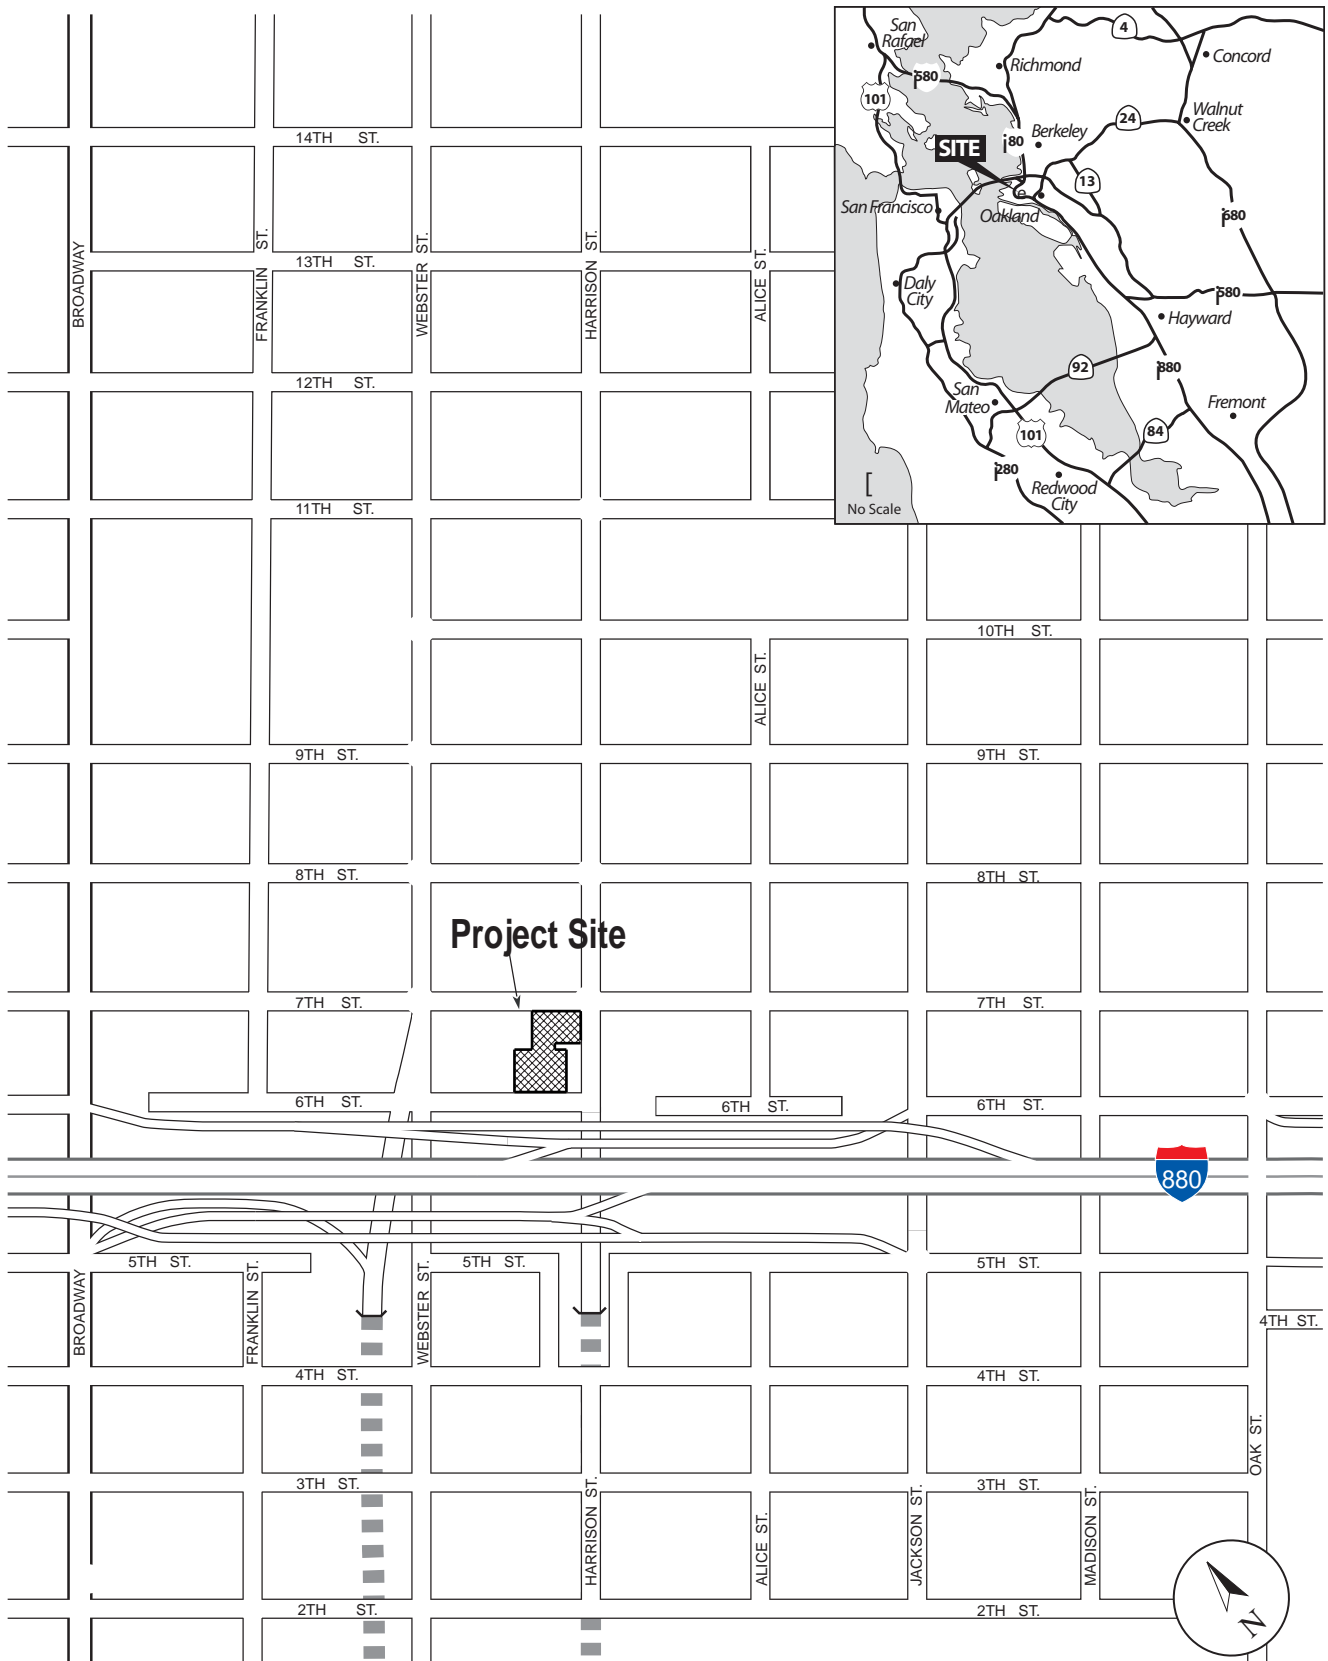 San
Rafael
4
Concord
Richmond
580
101
Walnut
Creek
24
Berkeley
80
SITE
13
San Francisco
Oakland
680
Daly
City
580
Hayward
92
880
San
Mateo
Fremont
101
84
280
Redwood
City
[
No Scale
14TH ST.
BROADWAY
FRANKLIN ST.
WEBSTER ST.
HARRISON ST.
ALICE ST.
13TH ST.
12TH ST.
11TH ST.
10TH ST.
ALICE ST.
9TH ST.
9TH ST.
8TH ST.
8TH ST.
Project Site
7TH ST.
7TH ST.
6TH ST.
6TH ST.
6TH ST.
880
5TH ST.
5TH ST.
5TH ST.
BROADWAY
FRANKLIN ST.
WEBSTER ST.
4TH ST.
4TH ST.
4TH ST.
OAK ST.
3TH ST.
3TH ST.
HARRISON ST.
ALICE ST.
JACKSON ST.
MADISON ST.
2TH ST.
2TH ST.
N